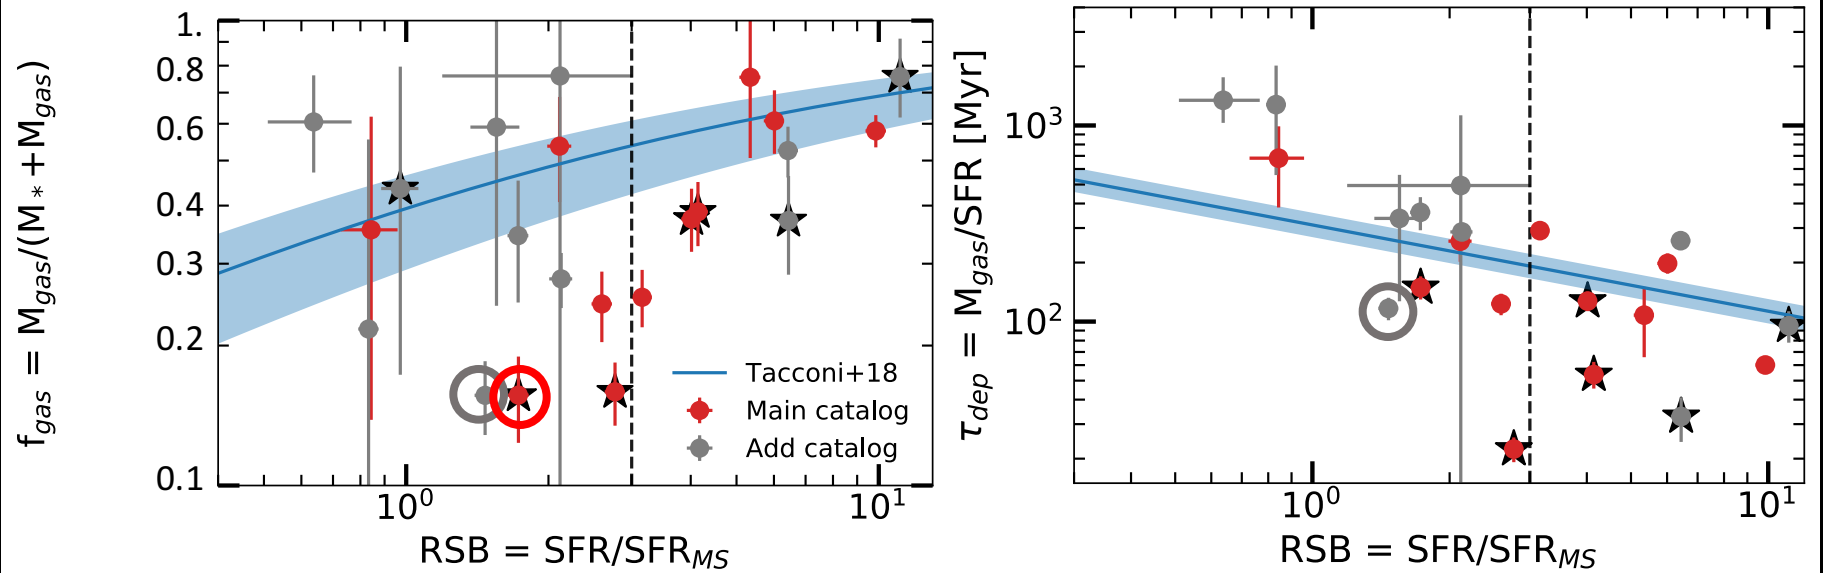 f_gas = M_gas/(M_* + M_gas)
1.
0.8
0.6
0.4
0.3
0.2
0.1
10^0
10^1
RSB = SFR/SFR_MS
Tacconi+18
Main catalog
Add catalog
τ_dep = M_gas/SFR [Myr]
10^3
10^2
10^0
10^1
RSB = SFR/SFR_MS